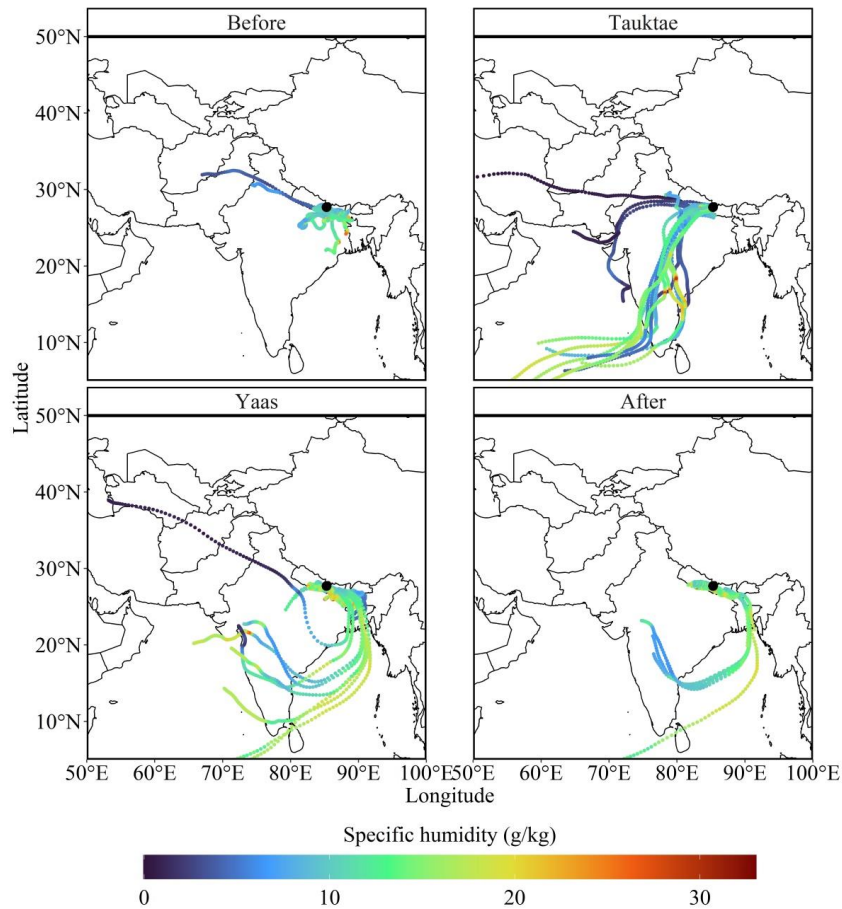 Before
Tauktae
50°N
40°N
30°N
20°N
10°N
Yaas
After
50°N
40°N
30°N
20°N
10°N
50°E 60°E 70°E 80°E 90°E 100°E 50°E 60°E 70°E 80°E 90°E 100°E
Latitude
Longitude
Specific humidity (g/kg)
0 10 20 30